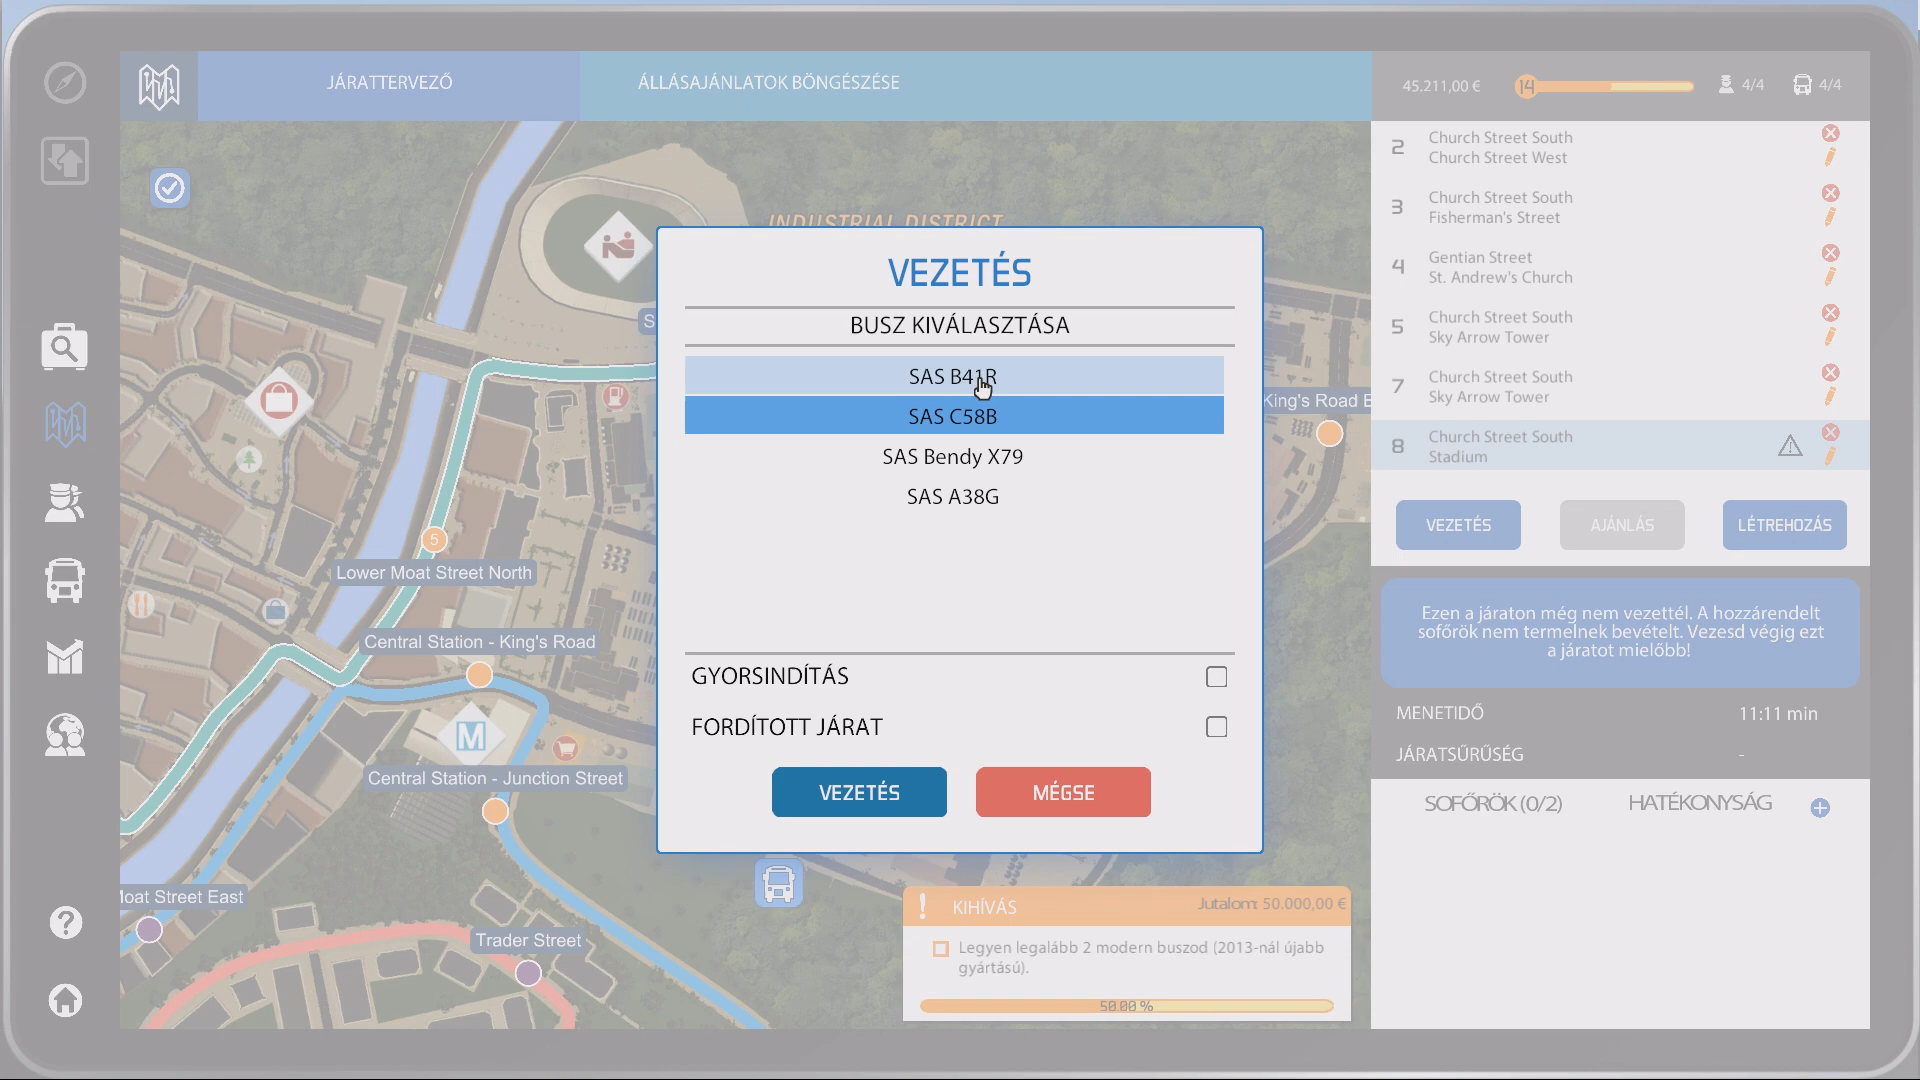 JÁRATTERVEZŐ
ÁLLÁSAJÁNLATOK BÖNGÉSZÉSE
45.211,00 €
14
4/4
4/4
INDUSTRIAL DISTRICT
2
Church Street South
Church Street West
3
Church Street South
Fisherman's Street
4
Gentian Street
St. Andrew's Church
5
Church Street South
Sky Arrow Tower
7
Church Street South
Sky Arrow Tower
8
Church Street South
Stadium
VEZETÉS
AJÁNLÁS
LÉTREHOZÁS
Ezen a járaton még nem vezettél. A hozzárendelt
sofőrök nem termelnek bevételt. Vezesd végig ezt
a járatot mielőbb!
MENETIDŐ
11:11 min
JÁRATSŰRŰSÉG
-
SOFŐRÖK (0/2)
HATÉKONYSÁG
VEZETÉS
BUSZ KIVÁLASZTÁSA
SAS B41R
SAS C58B
SAS Bendy X79
SAS A38G
GYORSINDÍTÁS
FORDÍTOTT JÁRAT
VEZETÉS
MÉGSE
King's Road
5
Lower Moat Street North
Central Station - King's Road
M
Central Station - Junction Street
Moat Street East
Trader Street
KIHÍVÁS
Jutalom: 50.000,00 €
Legyen legalább 2 modern buszod (2013-nál újabb
gyártású).
50.00 %
?